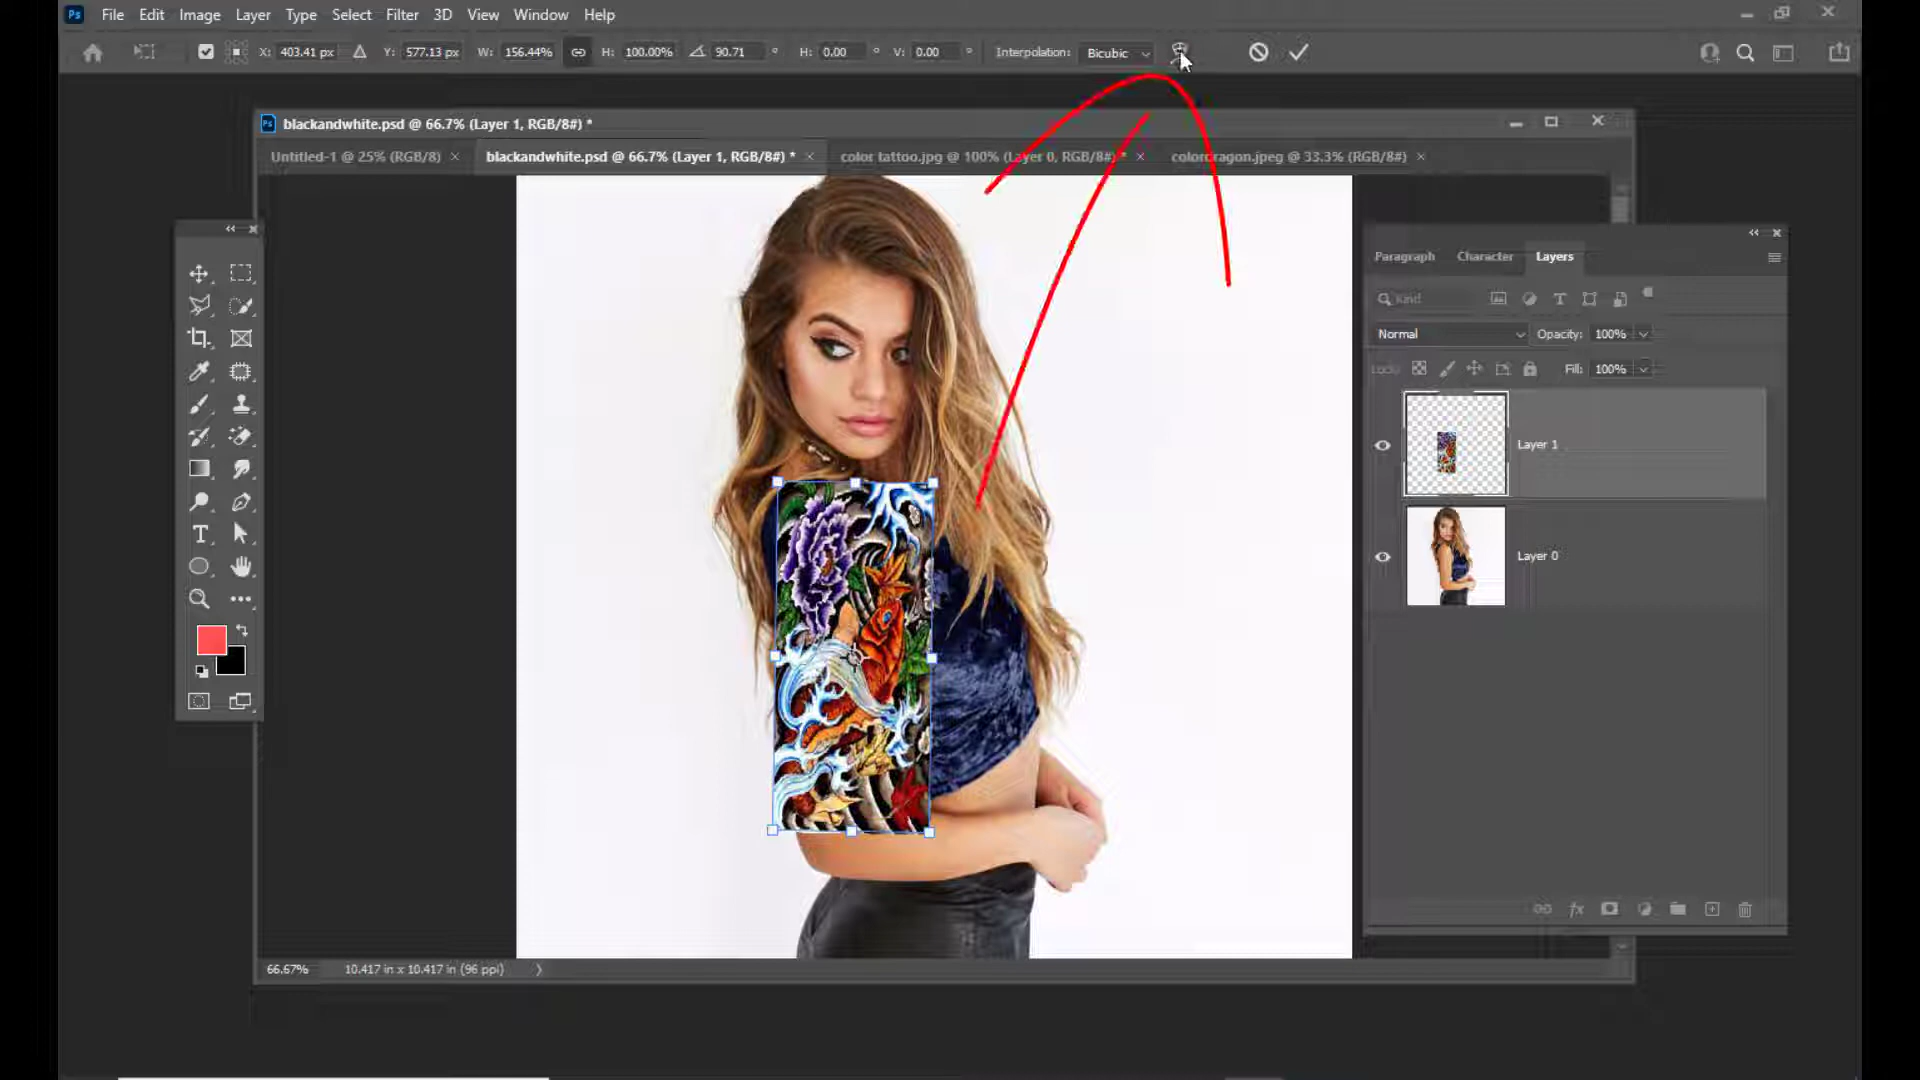 Ps File Edit Image Layer Type Select Filter 3D View Window Help
X: 403.41 px Y: 577.13 px W: 156.44% H: 100.00% 90.71 ° H: 0.00 ° V: 0.00 ° Interpolation: Bicubic
Ps blackandwhite.psd @ 66.7% (Layer 1, RGB/8#) *
Untitled-1 @ 25% (RGB/8) × blackandwhite.psd @ 66.7% (Layer 1, RGB/8#) * × color tattoo.jpg @ 100% (Layer 0, RGB/8#) * × colordragon.jpeg @ 33.3% (RGB/8#) ×
Paragraph Character Layers
Kind
Normal Opacity: 100%
Lock: Fill: 100%
Layer 1
Layer 0
66.67% 10.417 in x 10.417 in (96 ppi)